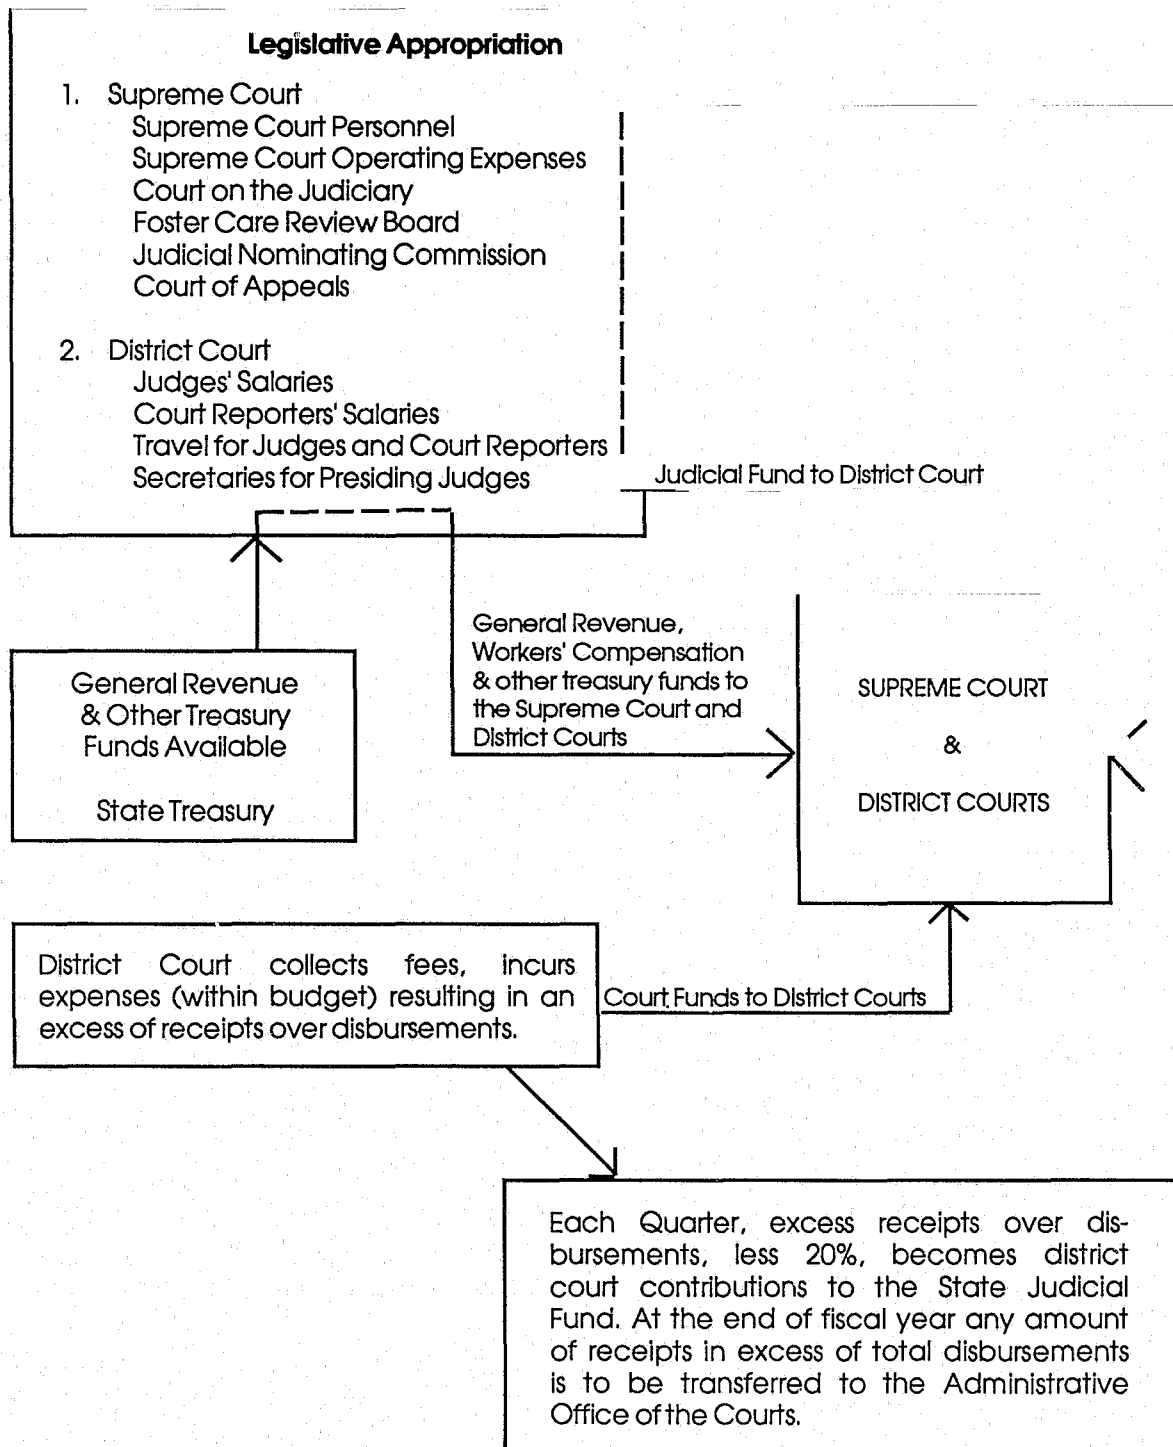 Legislative Appropriation
1. Supreme Court
Supreme Court Personnel
Supreme Court Operating Expenses
Court on the Judiciary
Foster Care Review Board
Judicial Nominating Commission
Court of Appeals
2. District Court
Judges' Salaries
Court Reporters' Salaries
Travel for Judges and Court Reporters
Secretaries for Presiding Judges
Judicial Fund to District Court
General Revenue
& Other Treasury
Funds Available
State Treasury
General Revenue,
Workers' Compensation
& other treasury funds to
the Supreme Court and
District Courts
SUPREME COURT
&
DISTRICT COURTS
District Court collects fees, incurs
expenses (within budget) resulting in an
excess of receipts over disbursements.
Court Funds to District Courts
Each Quarter, excess receipts over dis-
bursements, less 20%, becomes district
court contributions to the State Judicial
Fund. At the end of fiscal year any amount
of receipts in excess of total disbursements
is to be transferred to the Administrative
Office of the Courts.